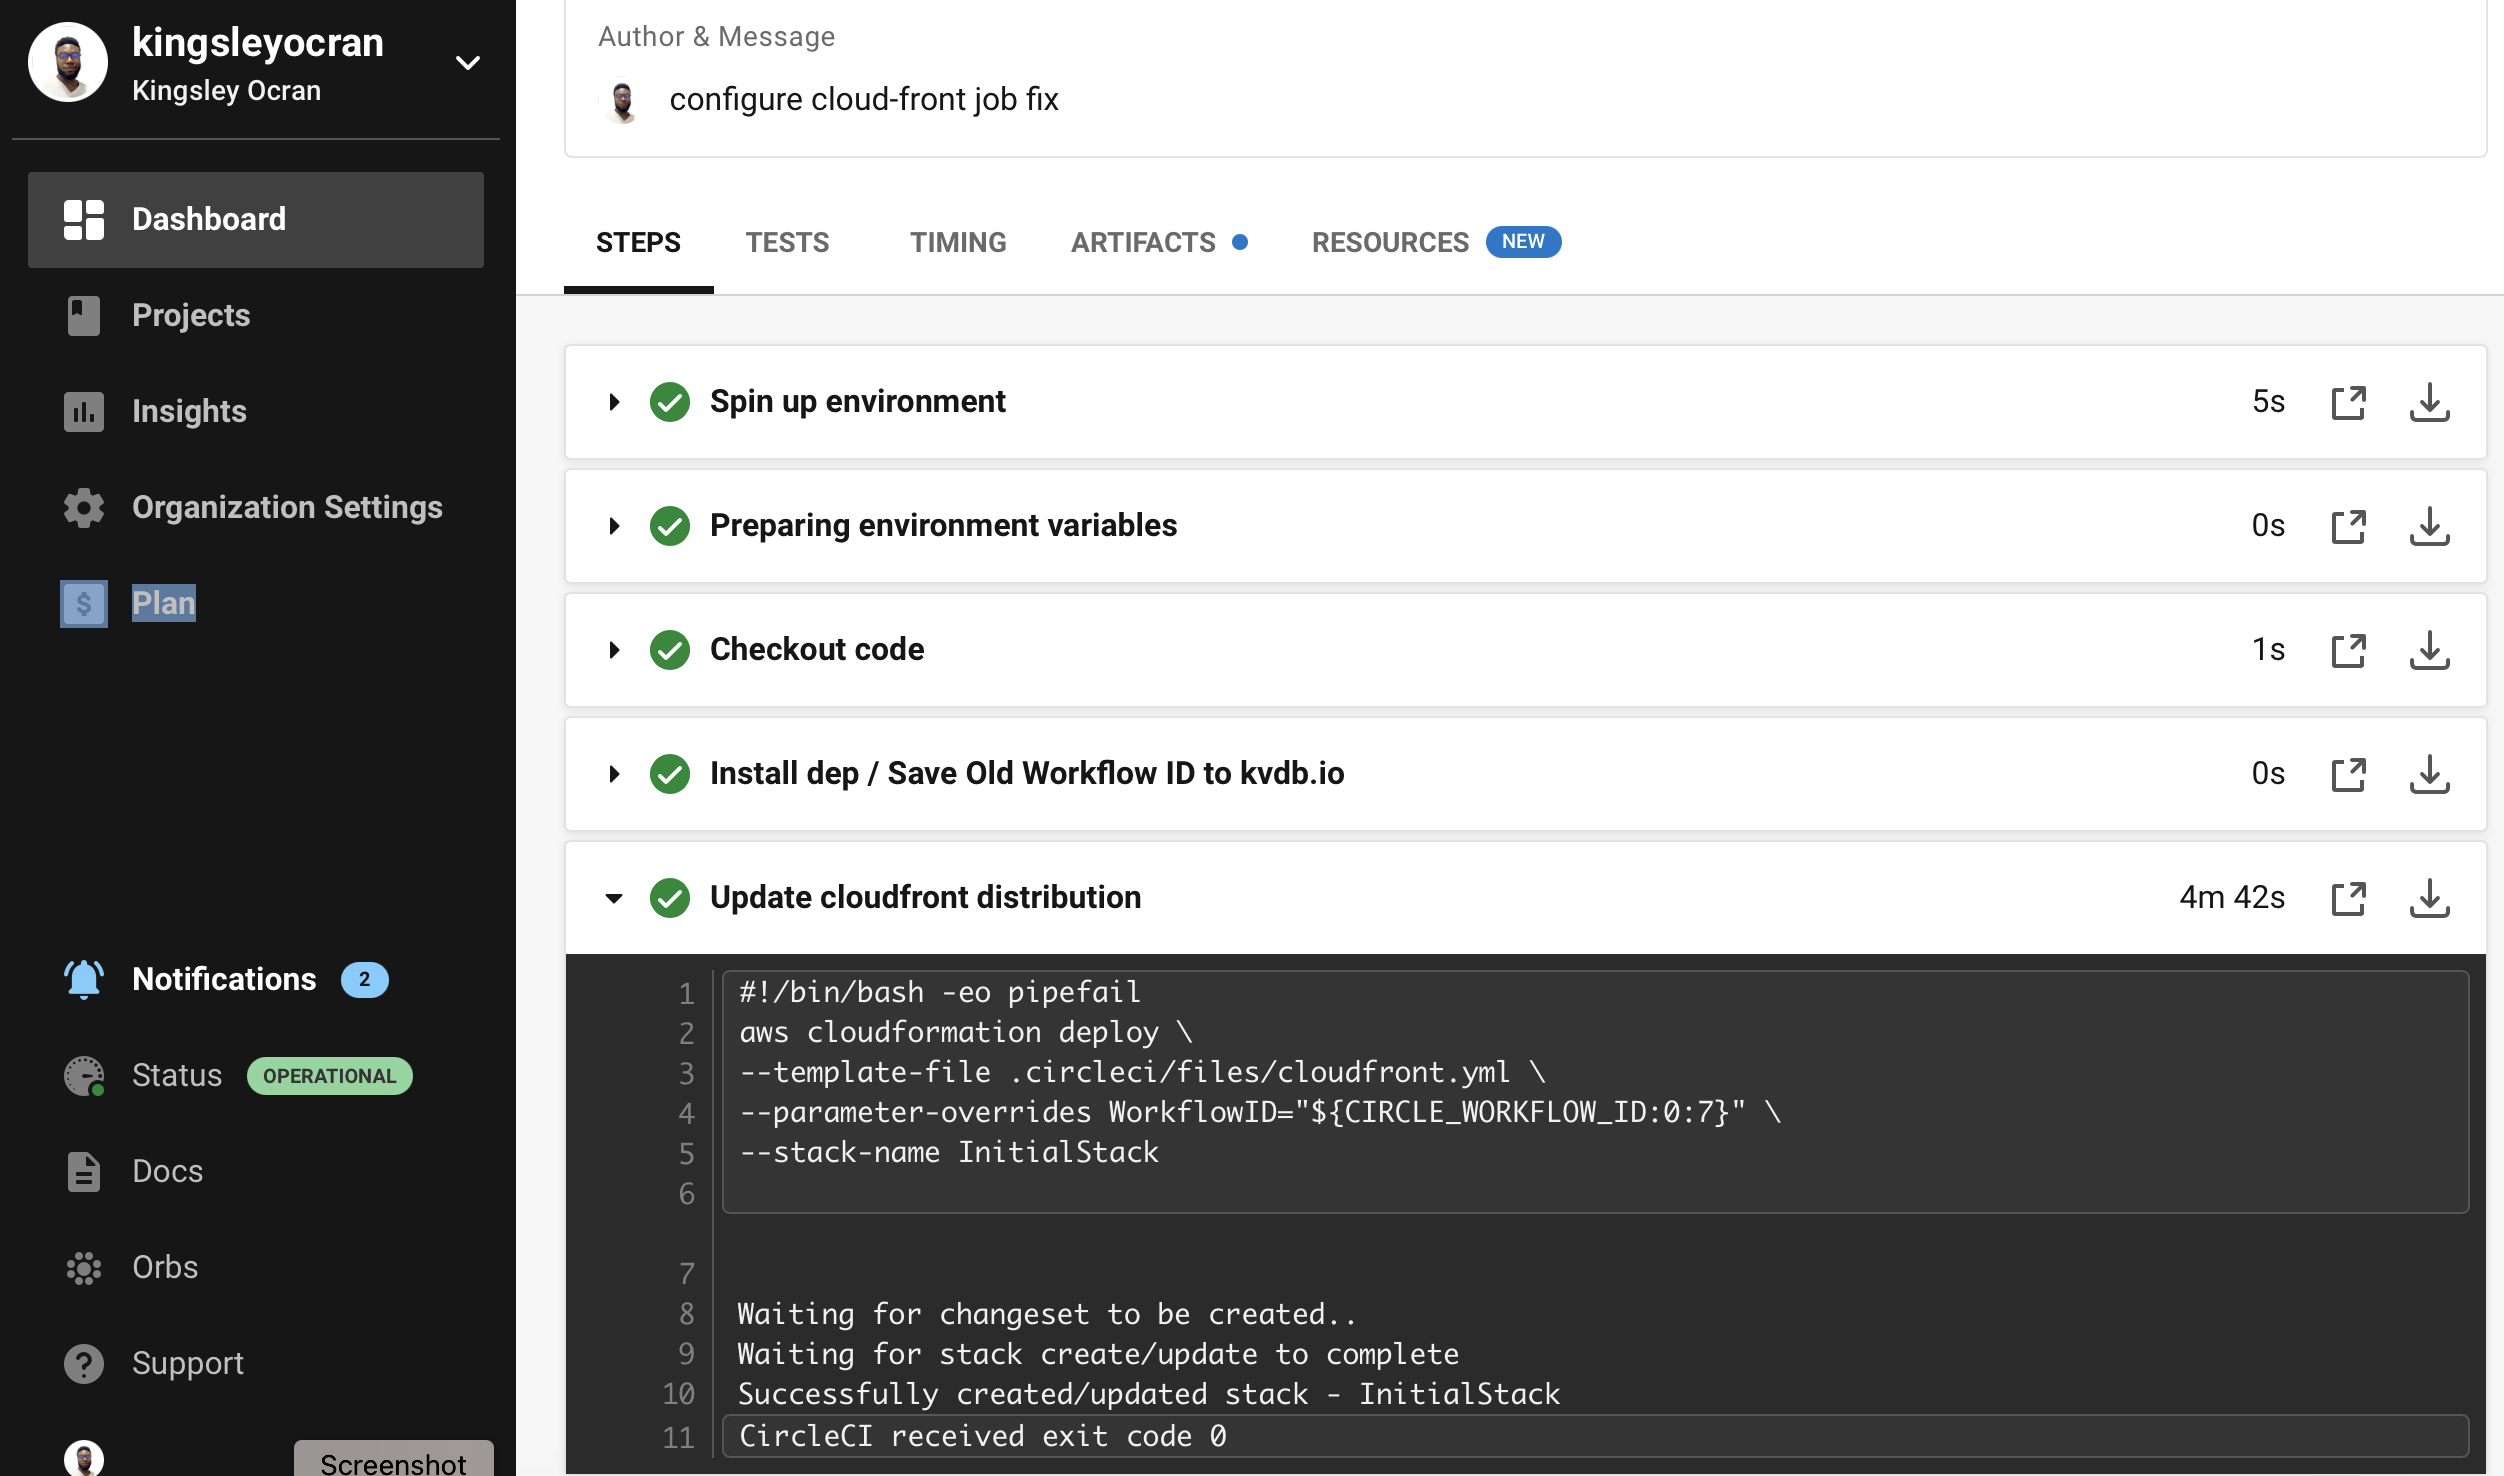 kingsleyocran
Kingsley Ocran
Dashboard
Projects
Insights
Organization Settings
$ Plan
Notifications 2
Status OPERATIONAL
Docs
Orbs
Support
Screenshot
Author & Message
configure cloud-front job fix
STEPS TESTS TIMING ARTIFACTS RESOURCES NEW
Spin up environment 5s
Preparing environment variables 0s
Checkout code 1s
Install dep / Save Old Workflow ID to kvdb.io 0s
Update cloudfront distribution 4m 42s
1 #!/bin/bash -eo pipefail
2 aws cloudformation deploy \
3 --template-file .circleci/files/cloudfront.yml \
4 --parameter-overrides WorkflowID="${CIRCLE_WORKFLOW_ID:0:7}" \
5 --stack-name InitialStack
6
7
8 Waiting for changeset to be created..
9 Waiting for stack create/update to complete
10 Successfully created/updated stack - InitialStack
11 CircleCI received exit code 0